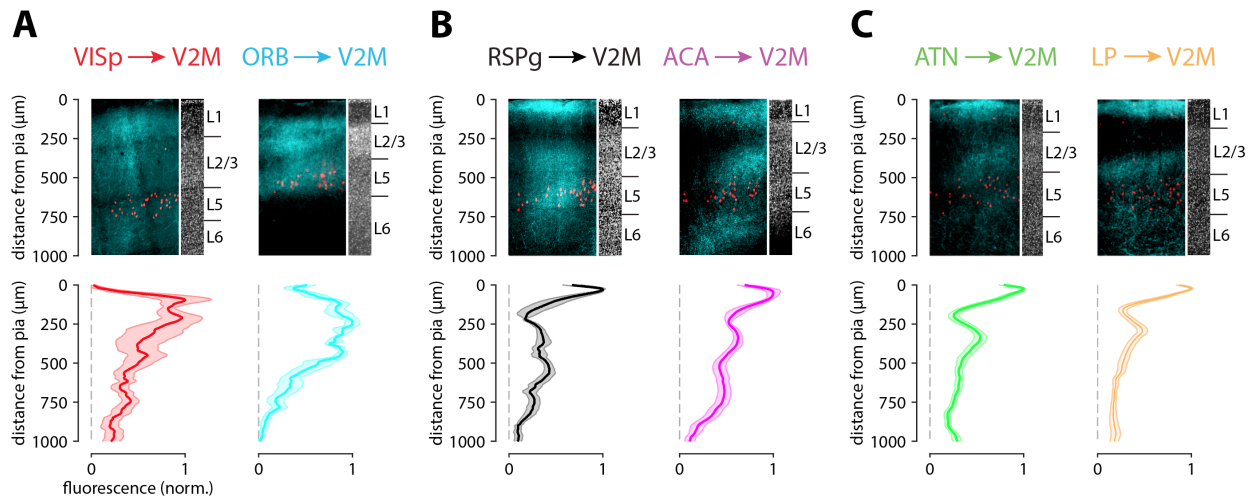 A
B
C
VISp → V2M
ORB → V2M
RSPg → V2M
ACA → V2M
ATN → V2M
LP → V2M
distance from pia (µm)
0
250
500
750
1000
L1
L2/3
L5
L6
L1
L2/3
L5
L6
distance from pia (µm)
0
250
500
750
1000
L1
L2/3
L5
L6
L1
L2/3
L5
L6
distance from pia (µm)
0
250
500
750
1000
L1
L2/3
L5
L6
L1
L2/3
L5
L6
distance from pia (µm)
0
250
500
750
1000
0 1
fluorescence (norm.)
0 1
distance from pia (µm)
0
250
500
750
1000
0 1
0 1
distance from pia (µm)
0
250
500
750
1000
0 1
0 1